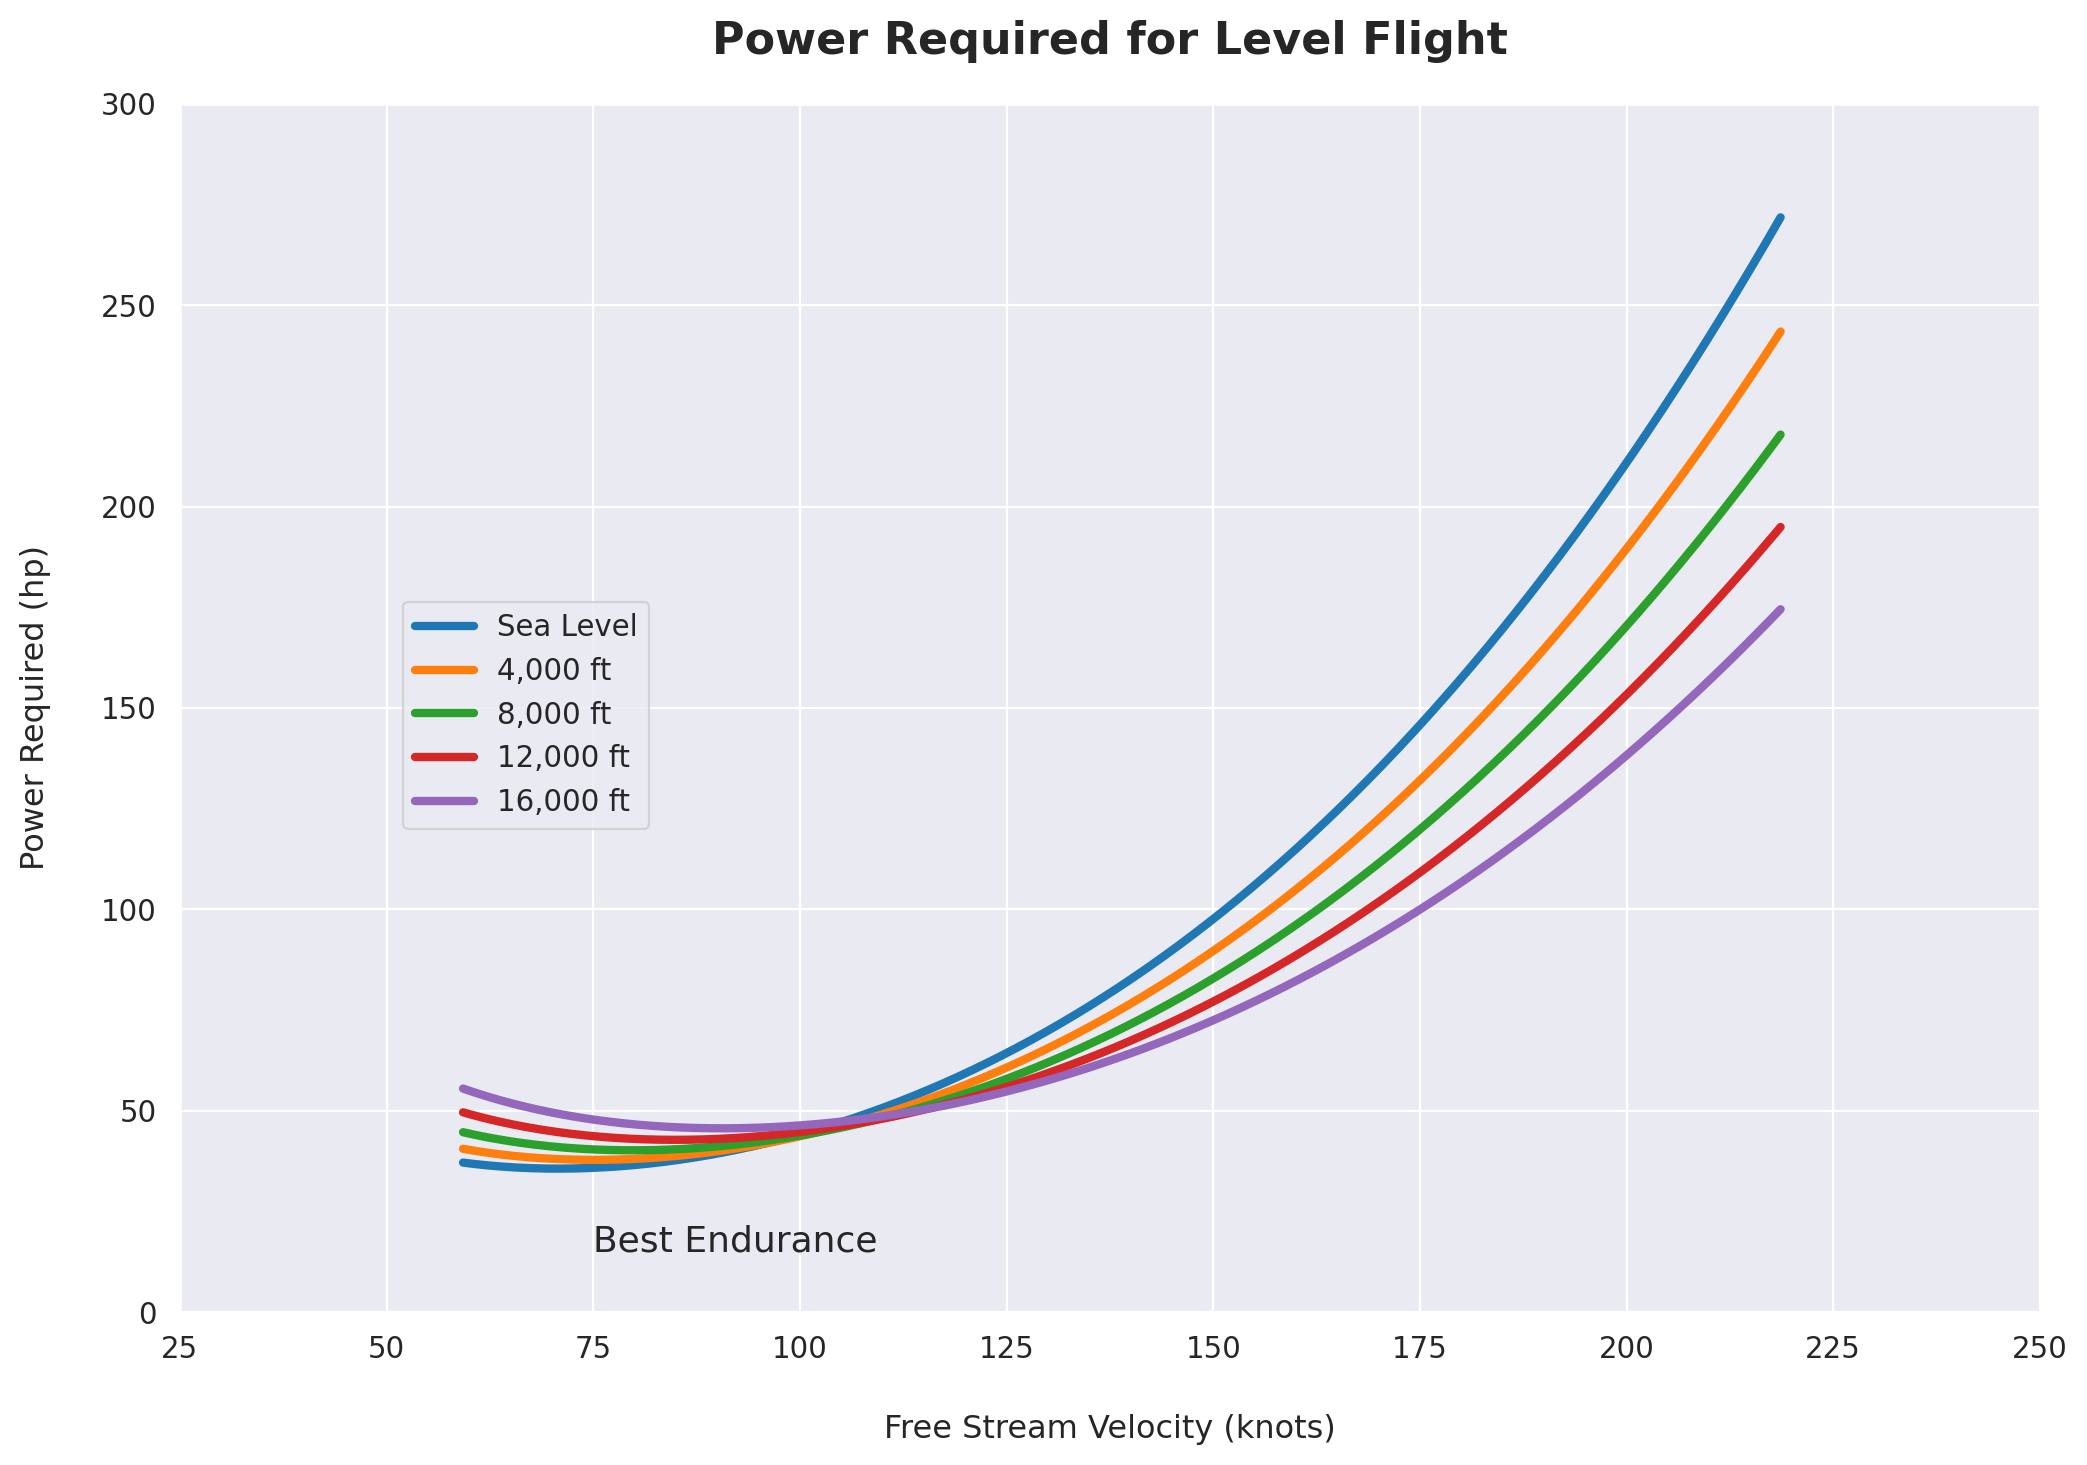 Power Required for Level Flight
300
250
200
150
100
50
0
Power Required (hp)
Sea Level
4,000 ft
8,000 ft
12,000 ft
16,000 ft
Best Endurance
25 50 75 100 125 150 175 200 225 250
Free Stream Velocity (knots)